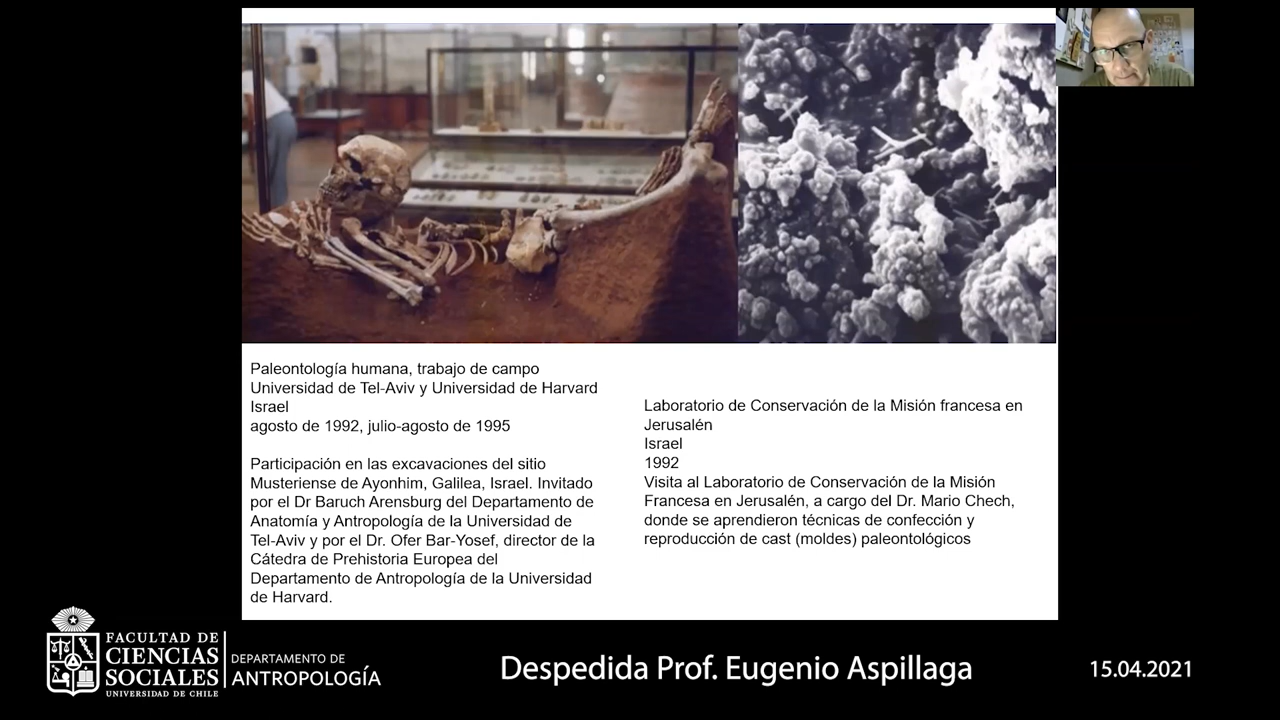 Paleontología humana, trabajo de campo
Universidad de Tel-Aviv y Universidad de Harvard
Israel
agosto de 1992, julio-agosto de 1995
Participación en las excavaciones del sitio
Musteriense de Ayonhim, Galilea, Israel. Invitado
por el Dr Baruch Arensburg del Departamento de
Anatomía y Antropología de la Universidad de
Tel-Aviv y por el Dr. Ofer Bar-Yosef, director de la
Cátedra de Prehistoria Europea del
Departamento de Antropología de la Universidad
de Harvard.
Laboratorio de Conservación de la Misión francesa en
Jerusalén
Israel
1992
Visita al Laboratorio de Conservación de la Misión
Francesa en Jerusalén, a cargo del Dr. Mario Chech,
donde se aprendieron técnicas de confección y
reproducción de cast (moldes) paleontológicos
FACULTAD DE
CIENCIAS
SOCIALES
UNIVERSIDAD DE CHILE
DEPARTAMENTO DE
ANTROPOLOGÍA
Despedida Prof. Eugenio Aspillaga
15.04.2021